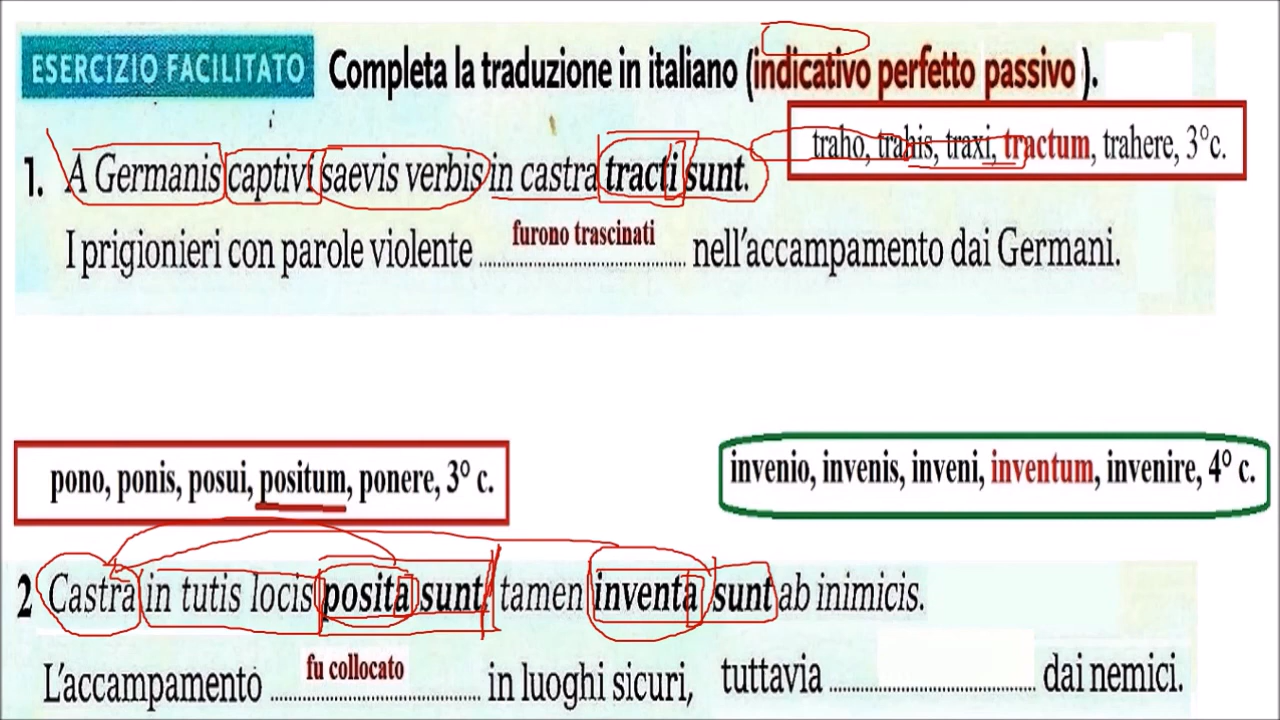 ESERCIZIO FACILITATO Completa la traduzione in italiano (indicativo perfetto passivo ).
traho, trahis, traxi, tractum, trahere, 3°c.
1. A Germanis captivi saevis verbis in castra tracti sunt.
furono trascinati
I prigionieri con parole violente .................... nell'accampamento dai Germani.
pono, ponis, posui, positum, ponere, 3° c.
invenio, invenis, inveni, inventum, invenire, 4° c.
2 Castra in tutis locis posita sunt, tamen inventa sunt ab inimicis.
fu collocato
L'accampamento .................... in luoghi sicuri, tuttavia .................... dai nemici.